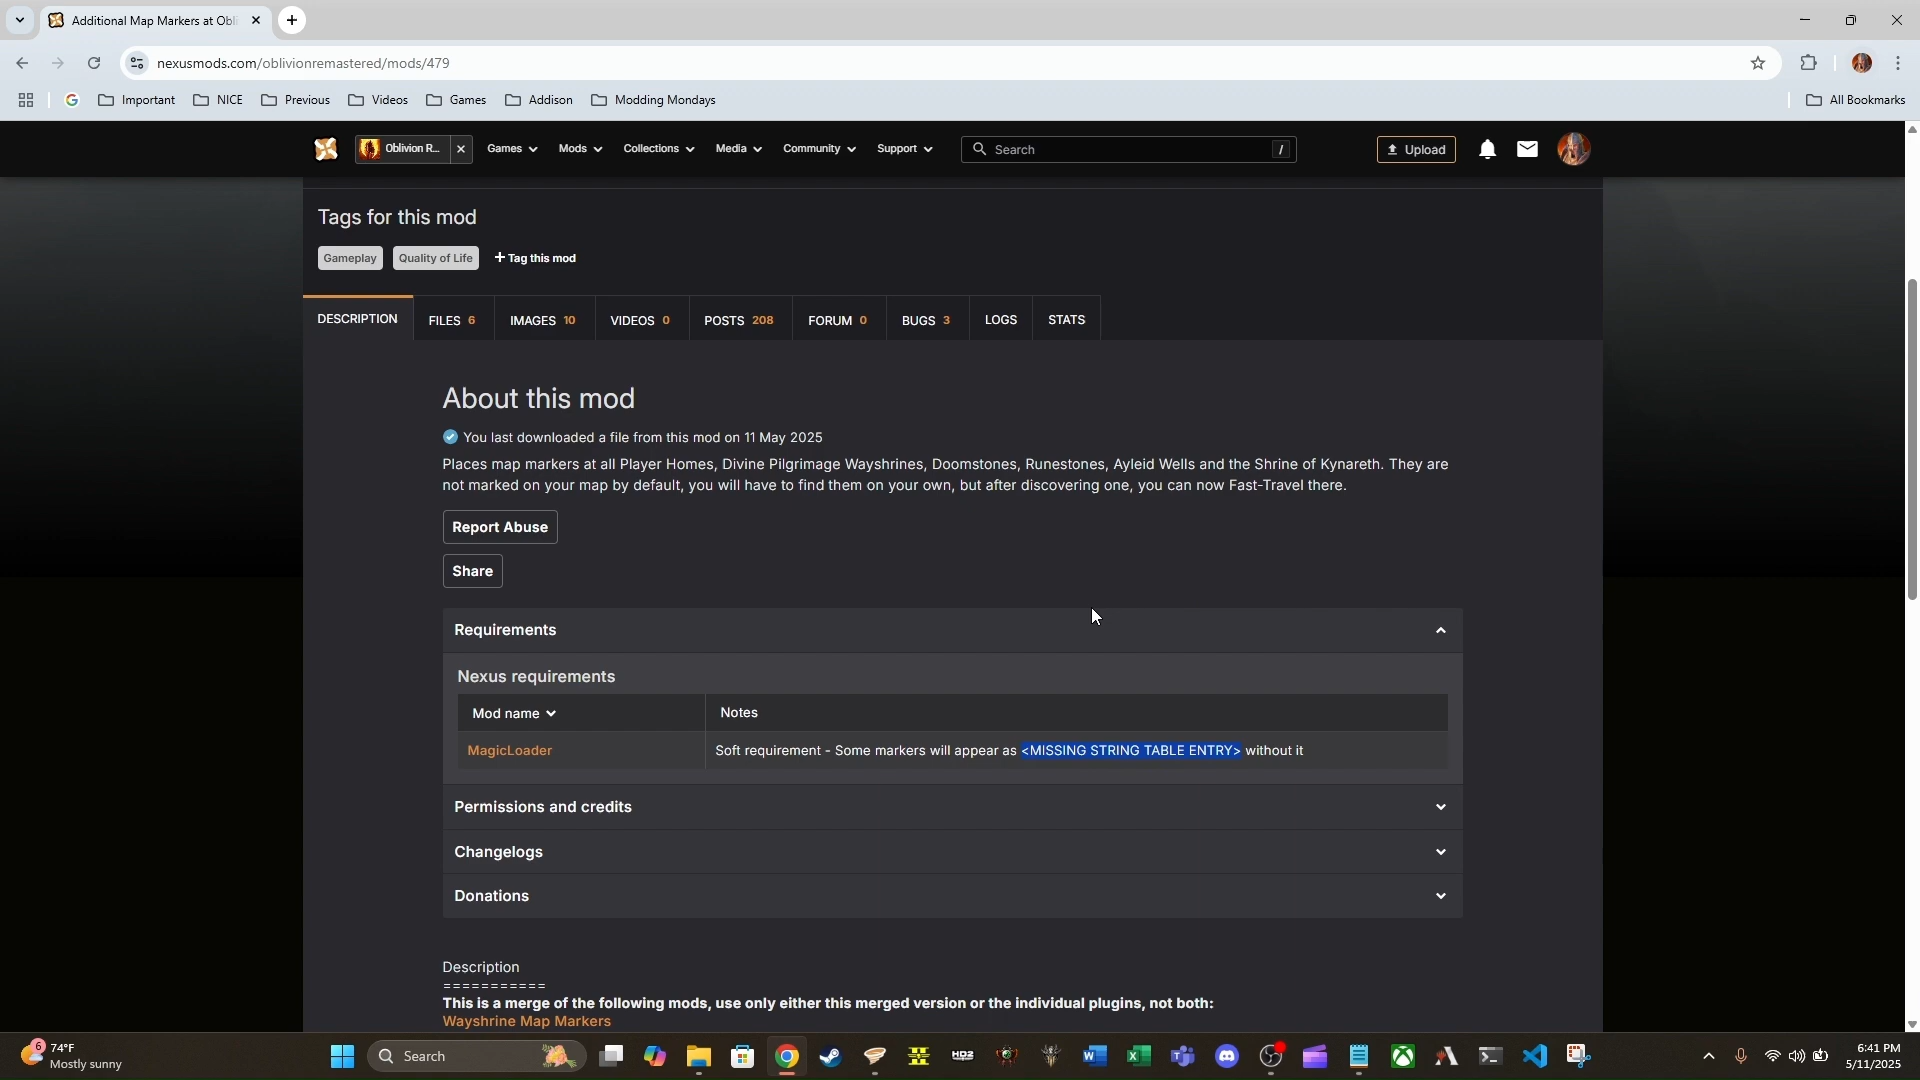 Additional Map Markers at Obli
nexusmods.com/oblivionremastered/mods/479
Important
NICE
Previous
Videos
Games
Addison
Modding Mondays
All Bookmarks
Oblivion R...
Games
Mods
Collections
Media
Community
Support
Search
/
Upload
Tags for this mod
Gameplay
Quality of Life
+ Tag this mod
DESCRIPTION
FILES 6
IMAGES 10
VIDEOS 0
POSTS 208
FORUM 0
BUGS 3
LOGS
STATS
About this mod
You last downloaded a file from this mod on 11 May 2025
Places map markers at all Player Homes, Divine Pilgrimage Wayshrines, Doomstones, Runestones, Ayleid Wells and the Shrine of Kynareth. They are
not marked on your map by default, you will have to find them on your own, but after discovering one, you can now Fast-Travel there.
Report Abuse
Share
Requirements
Nexus requirements
Mod name
Notes
MagicLoader
Soft requirement - Some markers will appear as <MISSING STRING TABLE ENTRY> without it
Permissions and credits
Changelogs
Donations
Description
===========
This is a merge of the following mods, use only either this merged version or the individual plugins, not both:
Wayshrine Map Markers
6
74°F
Mostly sunny
Search
HD2
6:41 PM
5/11/2025